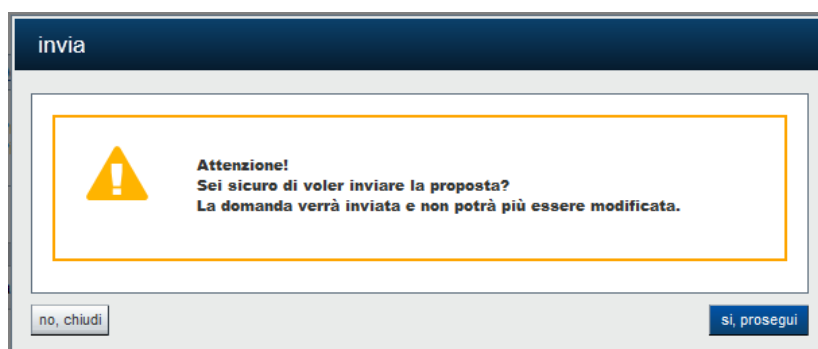 invia
Attenzione!
Sei sicuro di voler inviare la proposta?
La domanda verrà inviata e non potrà più essere modificata.
no, chiudi
si, prosegui